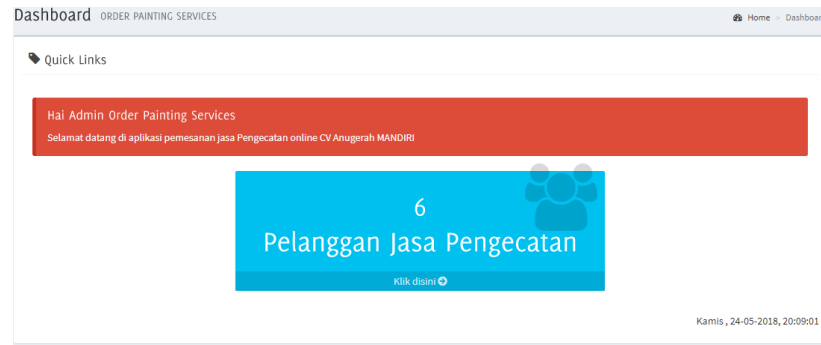 Dashboard ORDER PAINTING SERVICES
Home > Dashboar
Quick Links
Hai Admin Order Painting Services
Selamat datang di aplikasi pemesanan jasa Pengecatan online CV Anugerah MANDIRI
6
Pelanggan Jasa Pengecatan
Klik disini
Kamis , 24-05-2018, 20:09:01